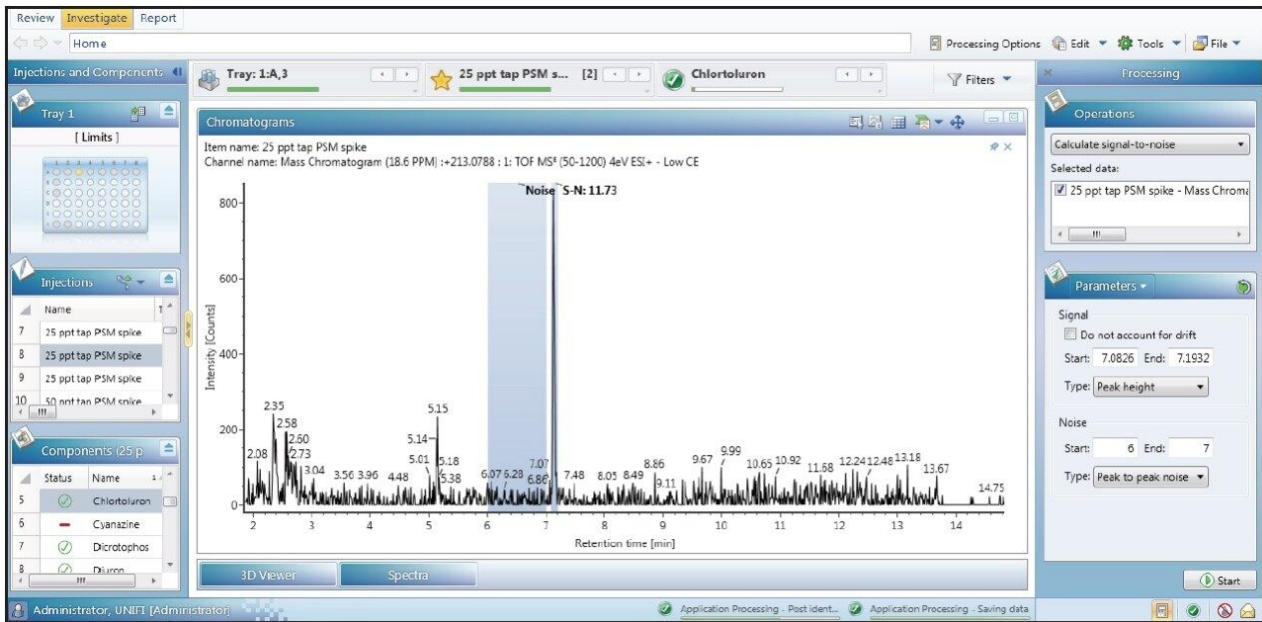 Review Investigate Report
Home
Processing Options Edit Tools File
Injections and Components
Tray: 1:A,3
25 ppt tap PSM s... [2]
Chlortoluron
Filters
Processing
Tray 1
[ Limits ]
1 2 3 4 5 6 7 8
Chromatograms
Item name: 25 ppt tap PSM spike
Channel name: Mass Chromatogram (18.6 PPM) :+213.0788 : 1: TOF MSᴱ (50-1200) 4eV ESI+ - Low CE
Noise S-N: 11.73
800
600
400
200
0
Intensity [Counts]
2.08 2.35 2.58 2.60 2.73 3.04 3.56 3.96 4.48 5.01 5.14 5.15 5.18 5.38 6.07 6.28 6.86 7.07 7.48 8.05 8.49 8.86 9.11 9.67 9.99 10.65 10.92 11.68 12.24 12.48 13.18 13.67 14.75
2 3 4 5 6 7 8 9 10 11 12 13 14
Retention time [min]
3D Viewer Spectra
Injections
Name
7 25 ppt tap PSM spike
8 25 ppt tap PSM spike
9 25 ppt tap PSM spike
10 50 ppt tap PSM spike
Components (25 p
Status Name
5 Chlortoluron
6 Cyanazine
7 Dicrotophos
8 Diuron
Operations
Calculate signal-to-noise
Selected data:
25 ppt tap PSM spike - Mass Chroma
Parameters
Signal
Do not account for drift
Start: 7.0826 End: 7.1932
Type: Peak height
Noise
Start: 6 End: 7
Type: Peak to peak noise
Start
Administrator, UNIFI [Administrator]
Application Processing - Post ident...
Application Processing - Saving data